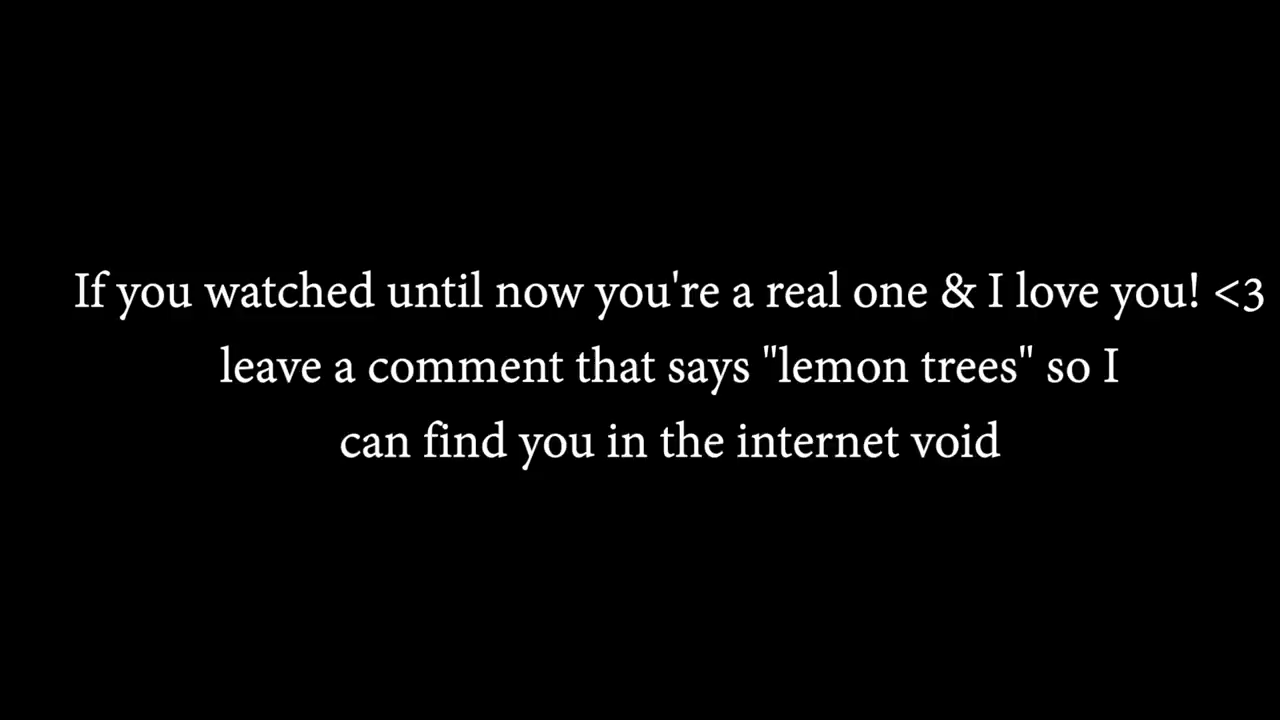 If you watched until now you're a real one & I love you! <3
leave a comment that says "lemon trees" so I
can find you in the internet void